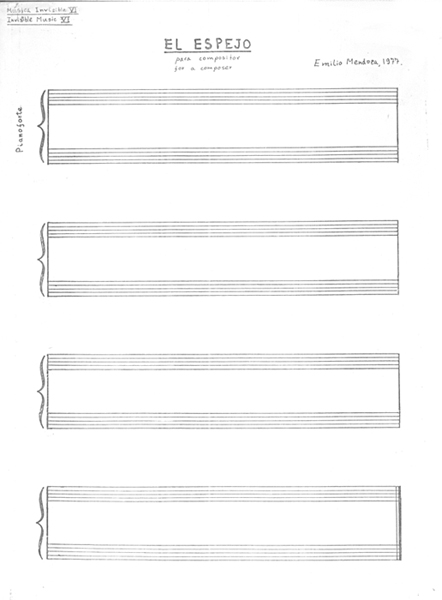 Música Invisible VI
Invisible Music VI
EL ESPEJO
para compositor
for a composer
Emilio Mendoza, 1977.
Pianoforte